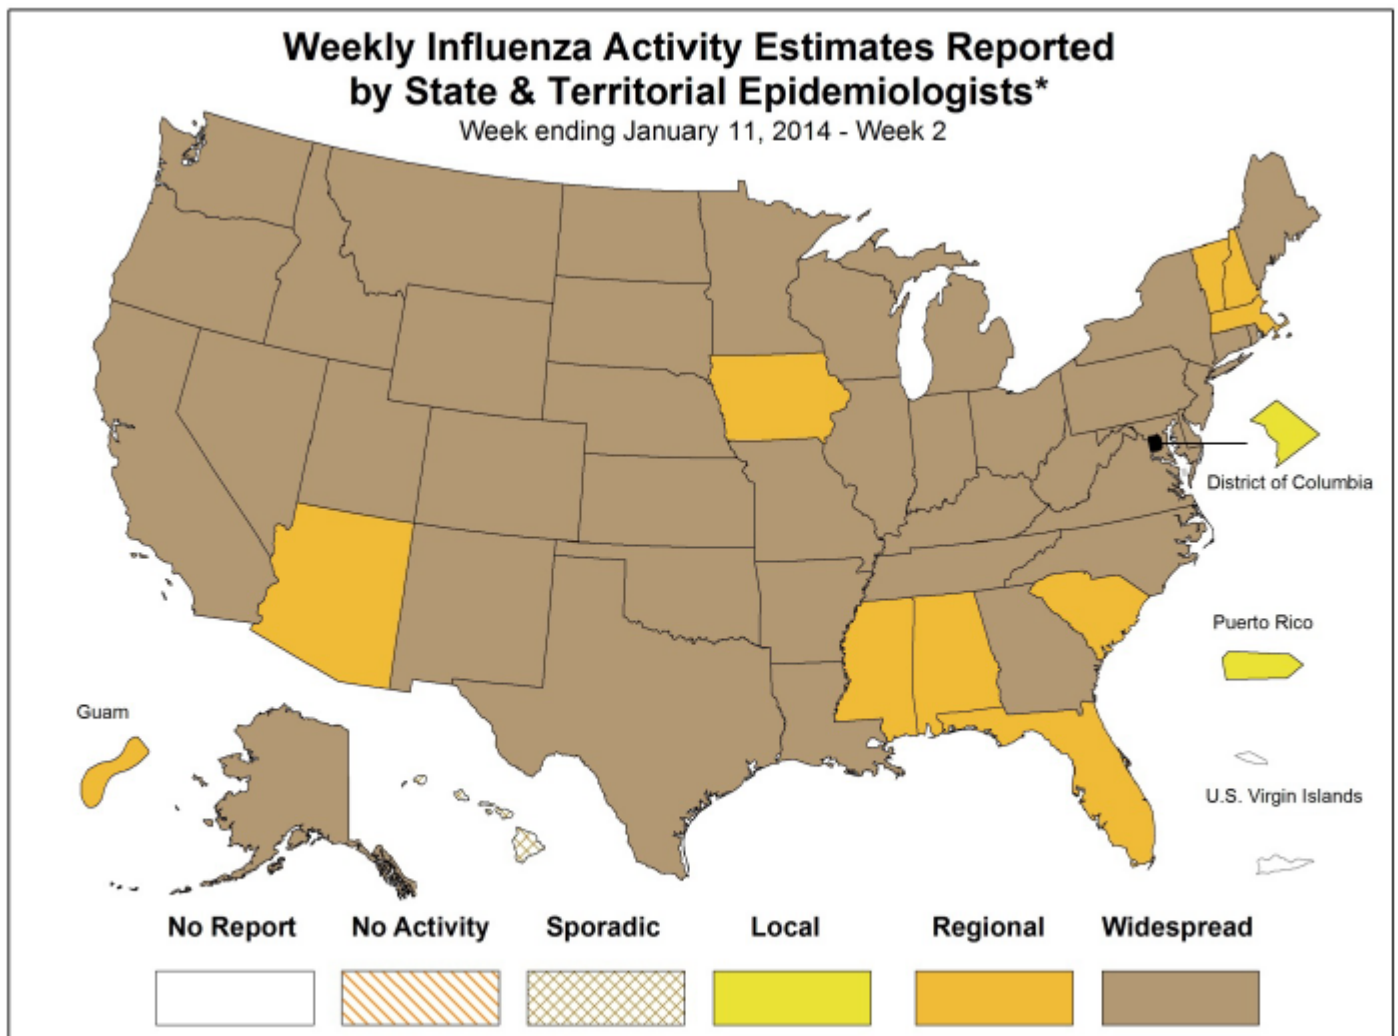 Weekly Influenza Activity Estimates Reported
by State & Territorial Epidemiologists*
Week ending January 11, 2014 - Week 2
District of Columbia
Puerto Rico
Guam
U.S. Virgin Islands
No Report
No Activity
Sporadic
Local
Regional
Widespread